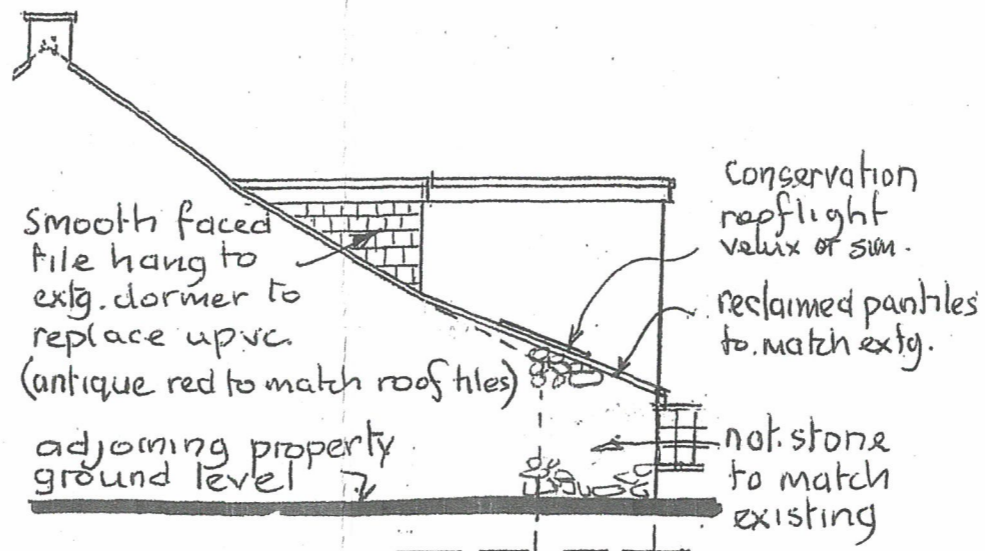 Smooth faced
tile hang to
extg. dormer to
replace upvc.
(antique red to match roof tiles)
adjoining property
ground level
Conservation
rooflight
velux or sim.
reclaimed pantiles
to match extg.
nat. stone
to match
existing